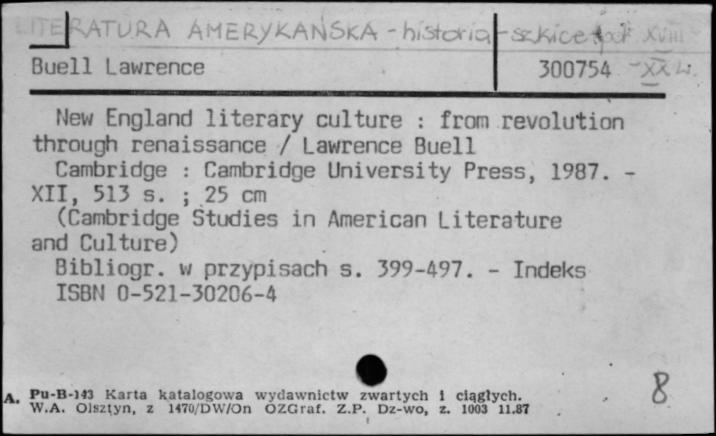 LITERATURA AMERYKAŃSKA - historia - szkice XVIII
Buell Lawrence 300754 - XX w.
New England literary culture : from revolution
through renaissance / Lawrence Buell
Cambridge : Cambridge University Press, 1987. -
XII, 513 s. ; 25 cm
(Cambridge Studies in American Literature
and Culture)
Bibliogr. w przypisach s. 399-497. - Indeks
ISBN 0-521-30206-4
8
A. Pu-B-143 Karta katalogowa wydawnictw zwartych i ciągłych.
W.A. Olsztyn, z 1470/DW/On OZGraf. Z.P. Dz-wo, z. 1003 11.87